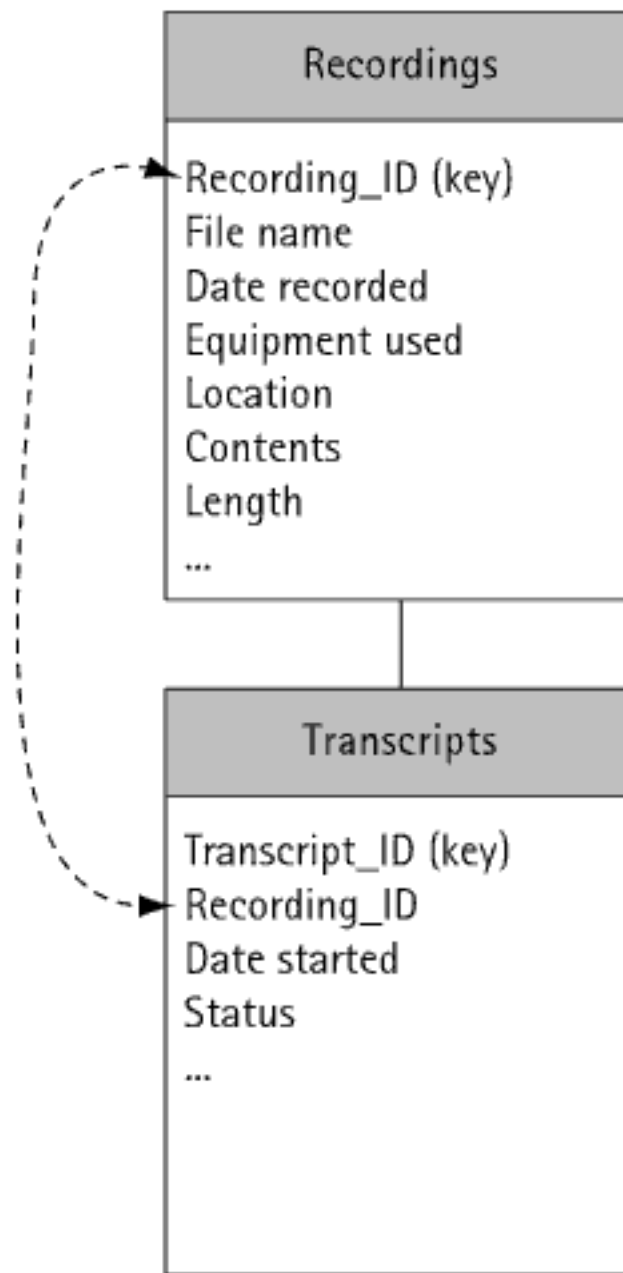 Recordings
Recording_ID (key)
File name
Date recorded
Equipment used
Location
Contents
Length
...
Transcripts
Transcript_ID (key)
Recording_ID
Date started
Status
...